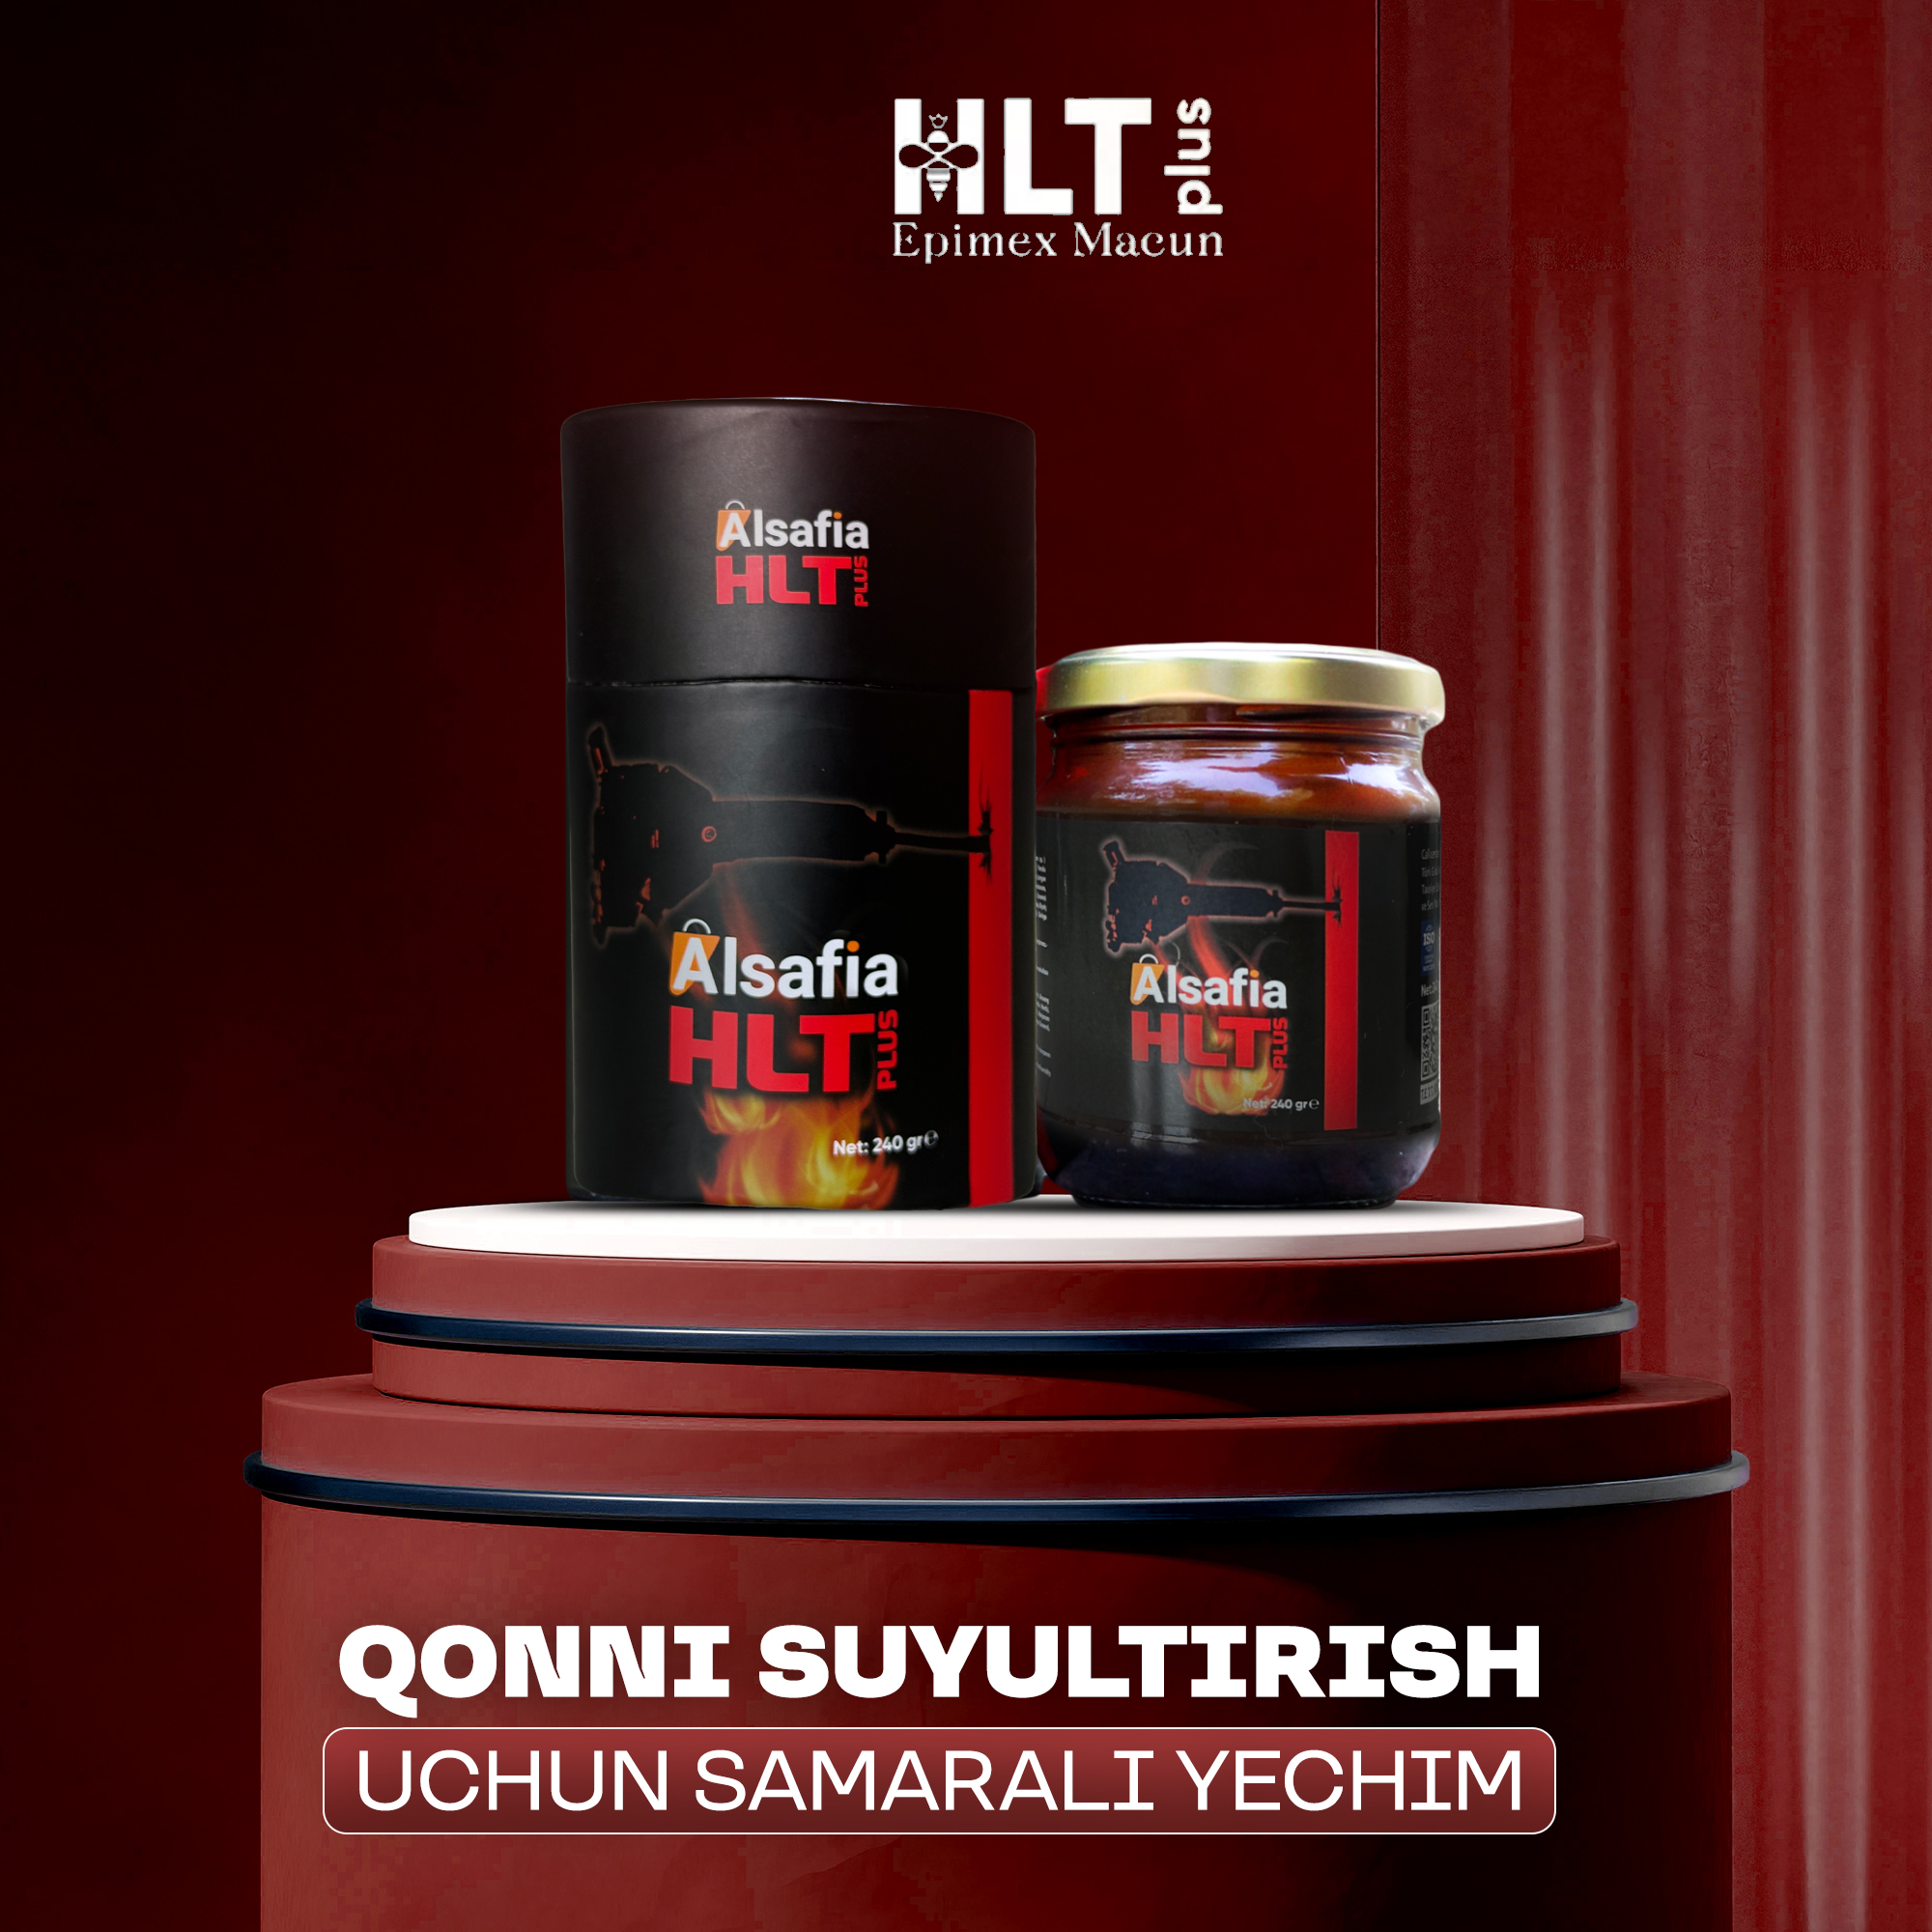 HLT plus
Epimex Macun
Alsafia
HLT PLUS
Alsafia
HLT PLUS
Net: 240 gr℮
Alsafia
HLT PLUS
Net: 240 gr℮
ISO
QONNI SUYULTIRISH
UCHUN SAMARALI YECHIM